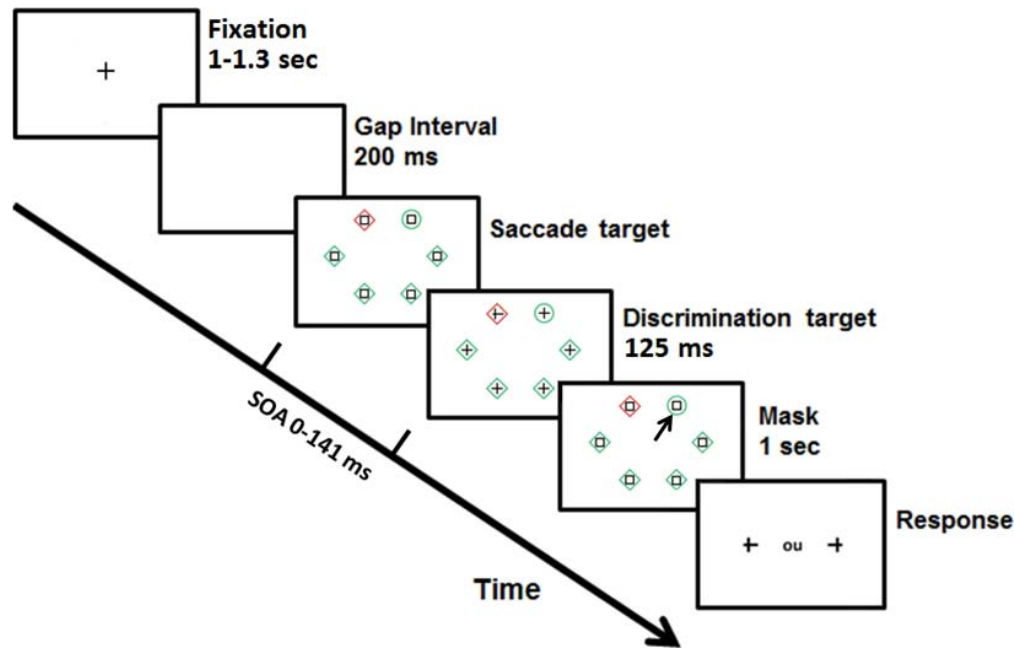 Fixation
1-1.3 sec
Gap Interval
200 ms
Saccade target
Discrimination target
125 ms
Mask
1 sec
Response
ou
SOA 0-141 ms
Time